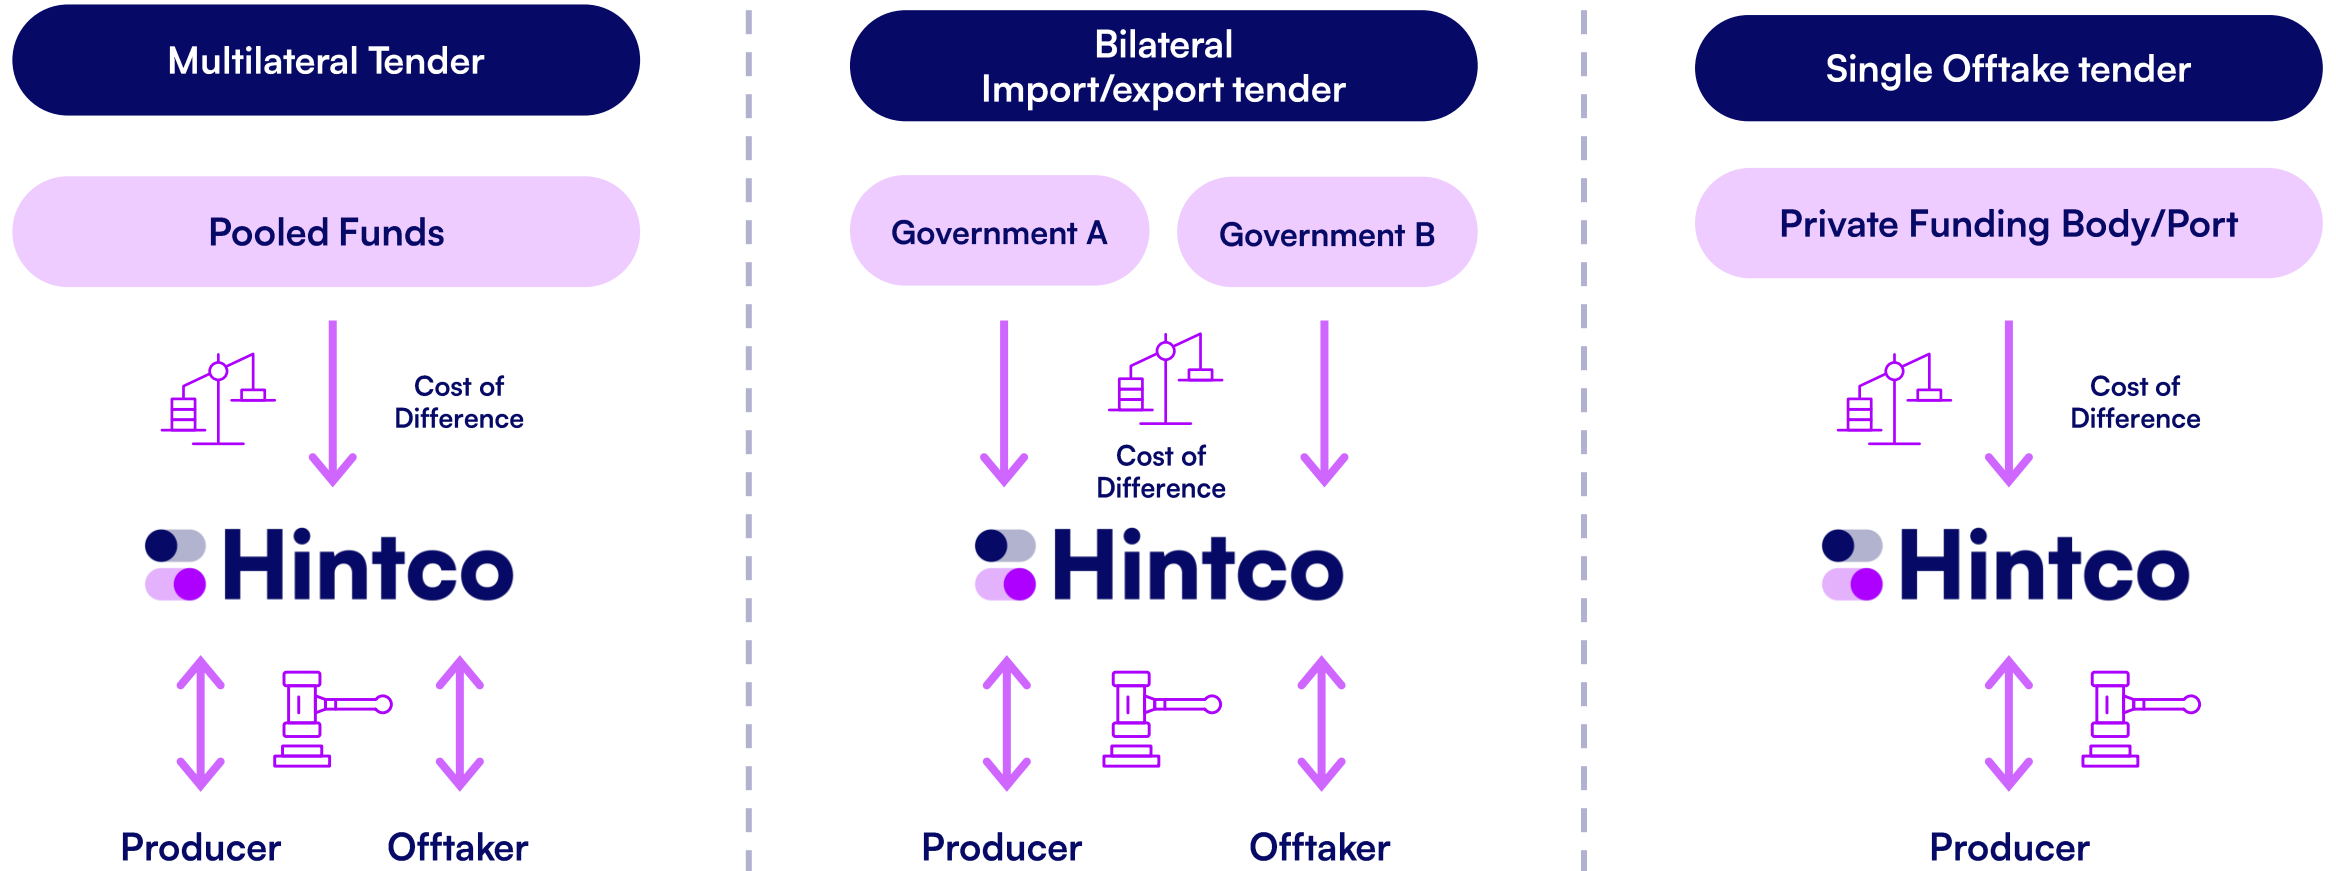 Multilateral Tender
Pooled Funds
Cost of
Difference
Hintco
Producer
Offtaker
Bilateral
Import/export tender
Government A
Government B
Cost of
Difference
Hintco
Producer
Offtaker
Single Offtake tender
Private Funding Body/Port
Cost of
Difference
Hintco
Producer